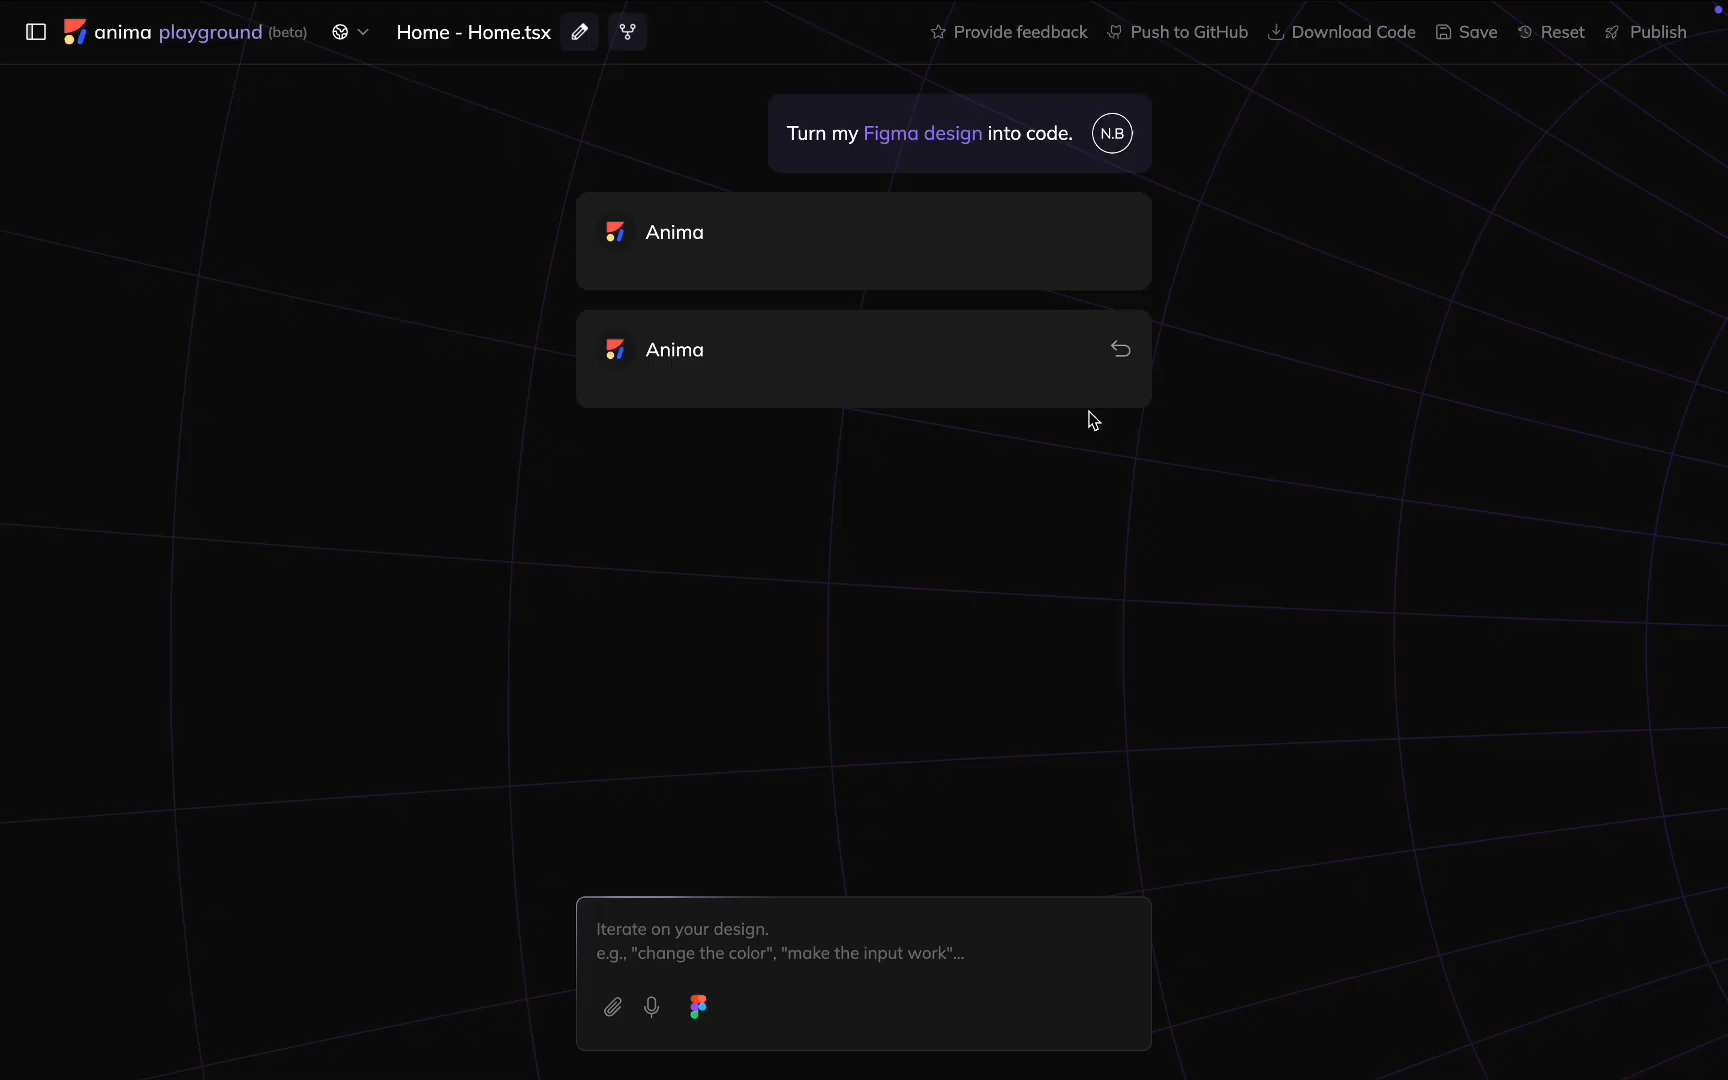 anima playground (beta)
Home - Home.tsx
Provide feedback
Push to GitHub
Download Code
Save
Reset
Publish
Turn my Figma design into code.
N.B
Anima
Anima
Iterate on your design.
e.g., "change the color", "make the input work"...